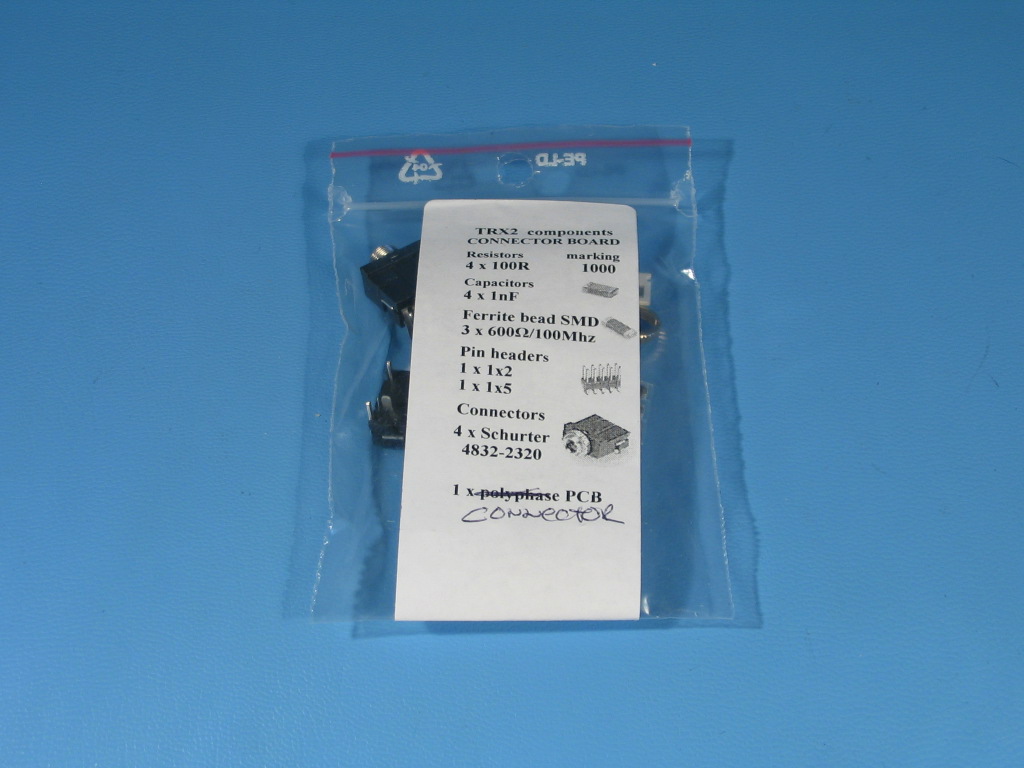 04
PE-LD
TRX2 components
CONNECTOR BOARD
Resistors marking
4 x 100R 1000
Capacitors
4 x 1nF
Ferrite bead SMD
3 x 600Ω/100Mhz
Pin headers
1 x 1x2
1 x 1x5
Connectors
4 x Schurter
4832-2320
1 x polyphase PCB
CONNECTOR